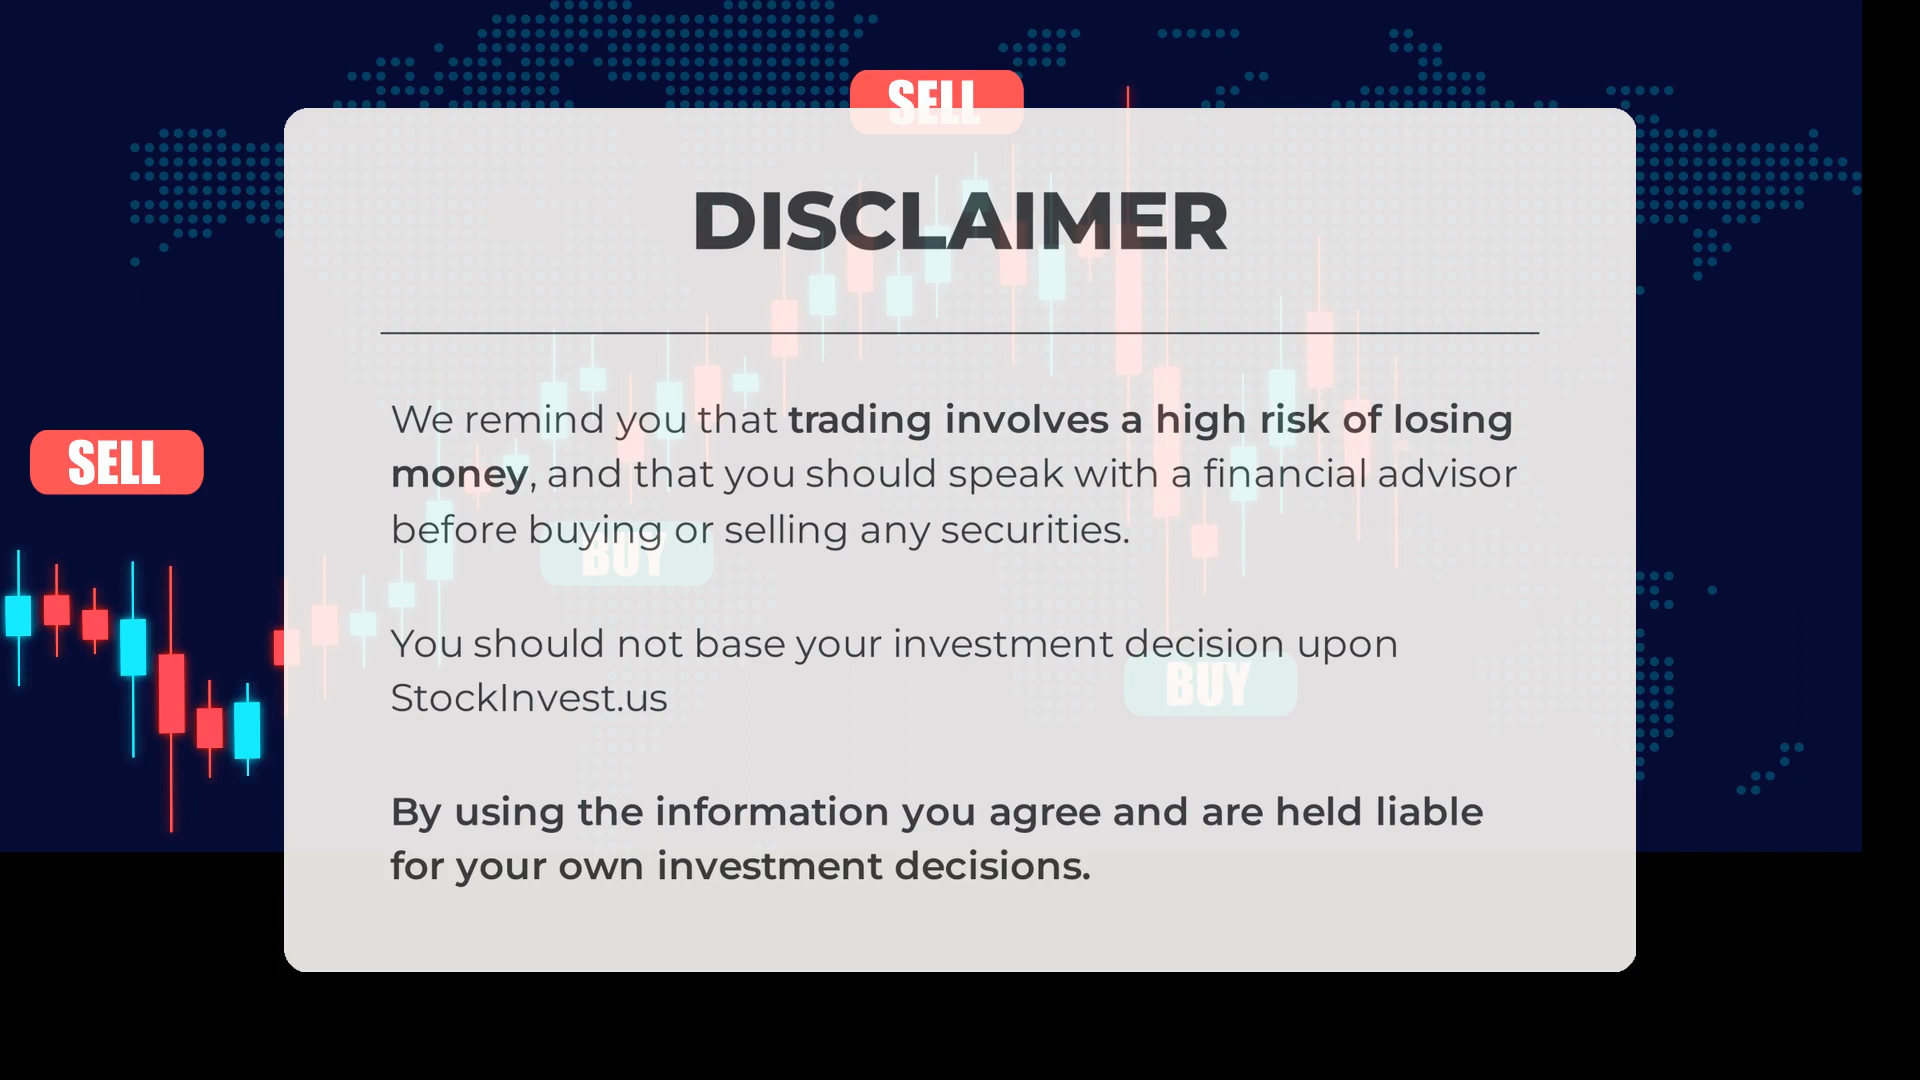 SELL
DISCLAIMER
We remind you that trading involves a high risk of losing
money, and that you should speak with a financial advisor
before buying or selling any securities.
SELL
BUY
You should not base your investment decision upon
StockInvest.us
BUY
By using the information you agree and are held liable
for your own investment decisions.